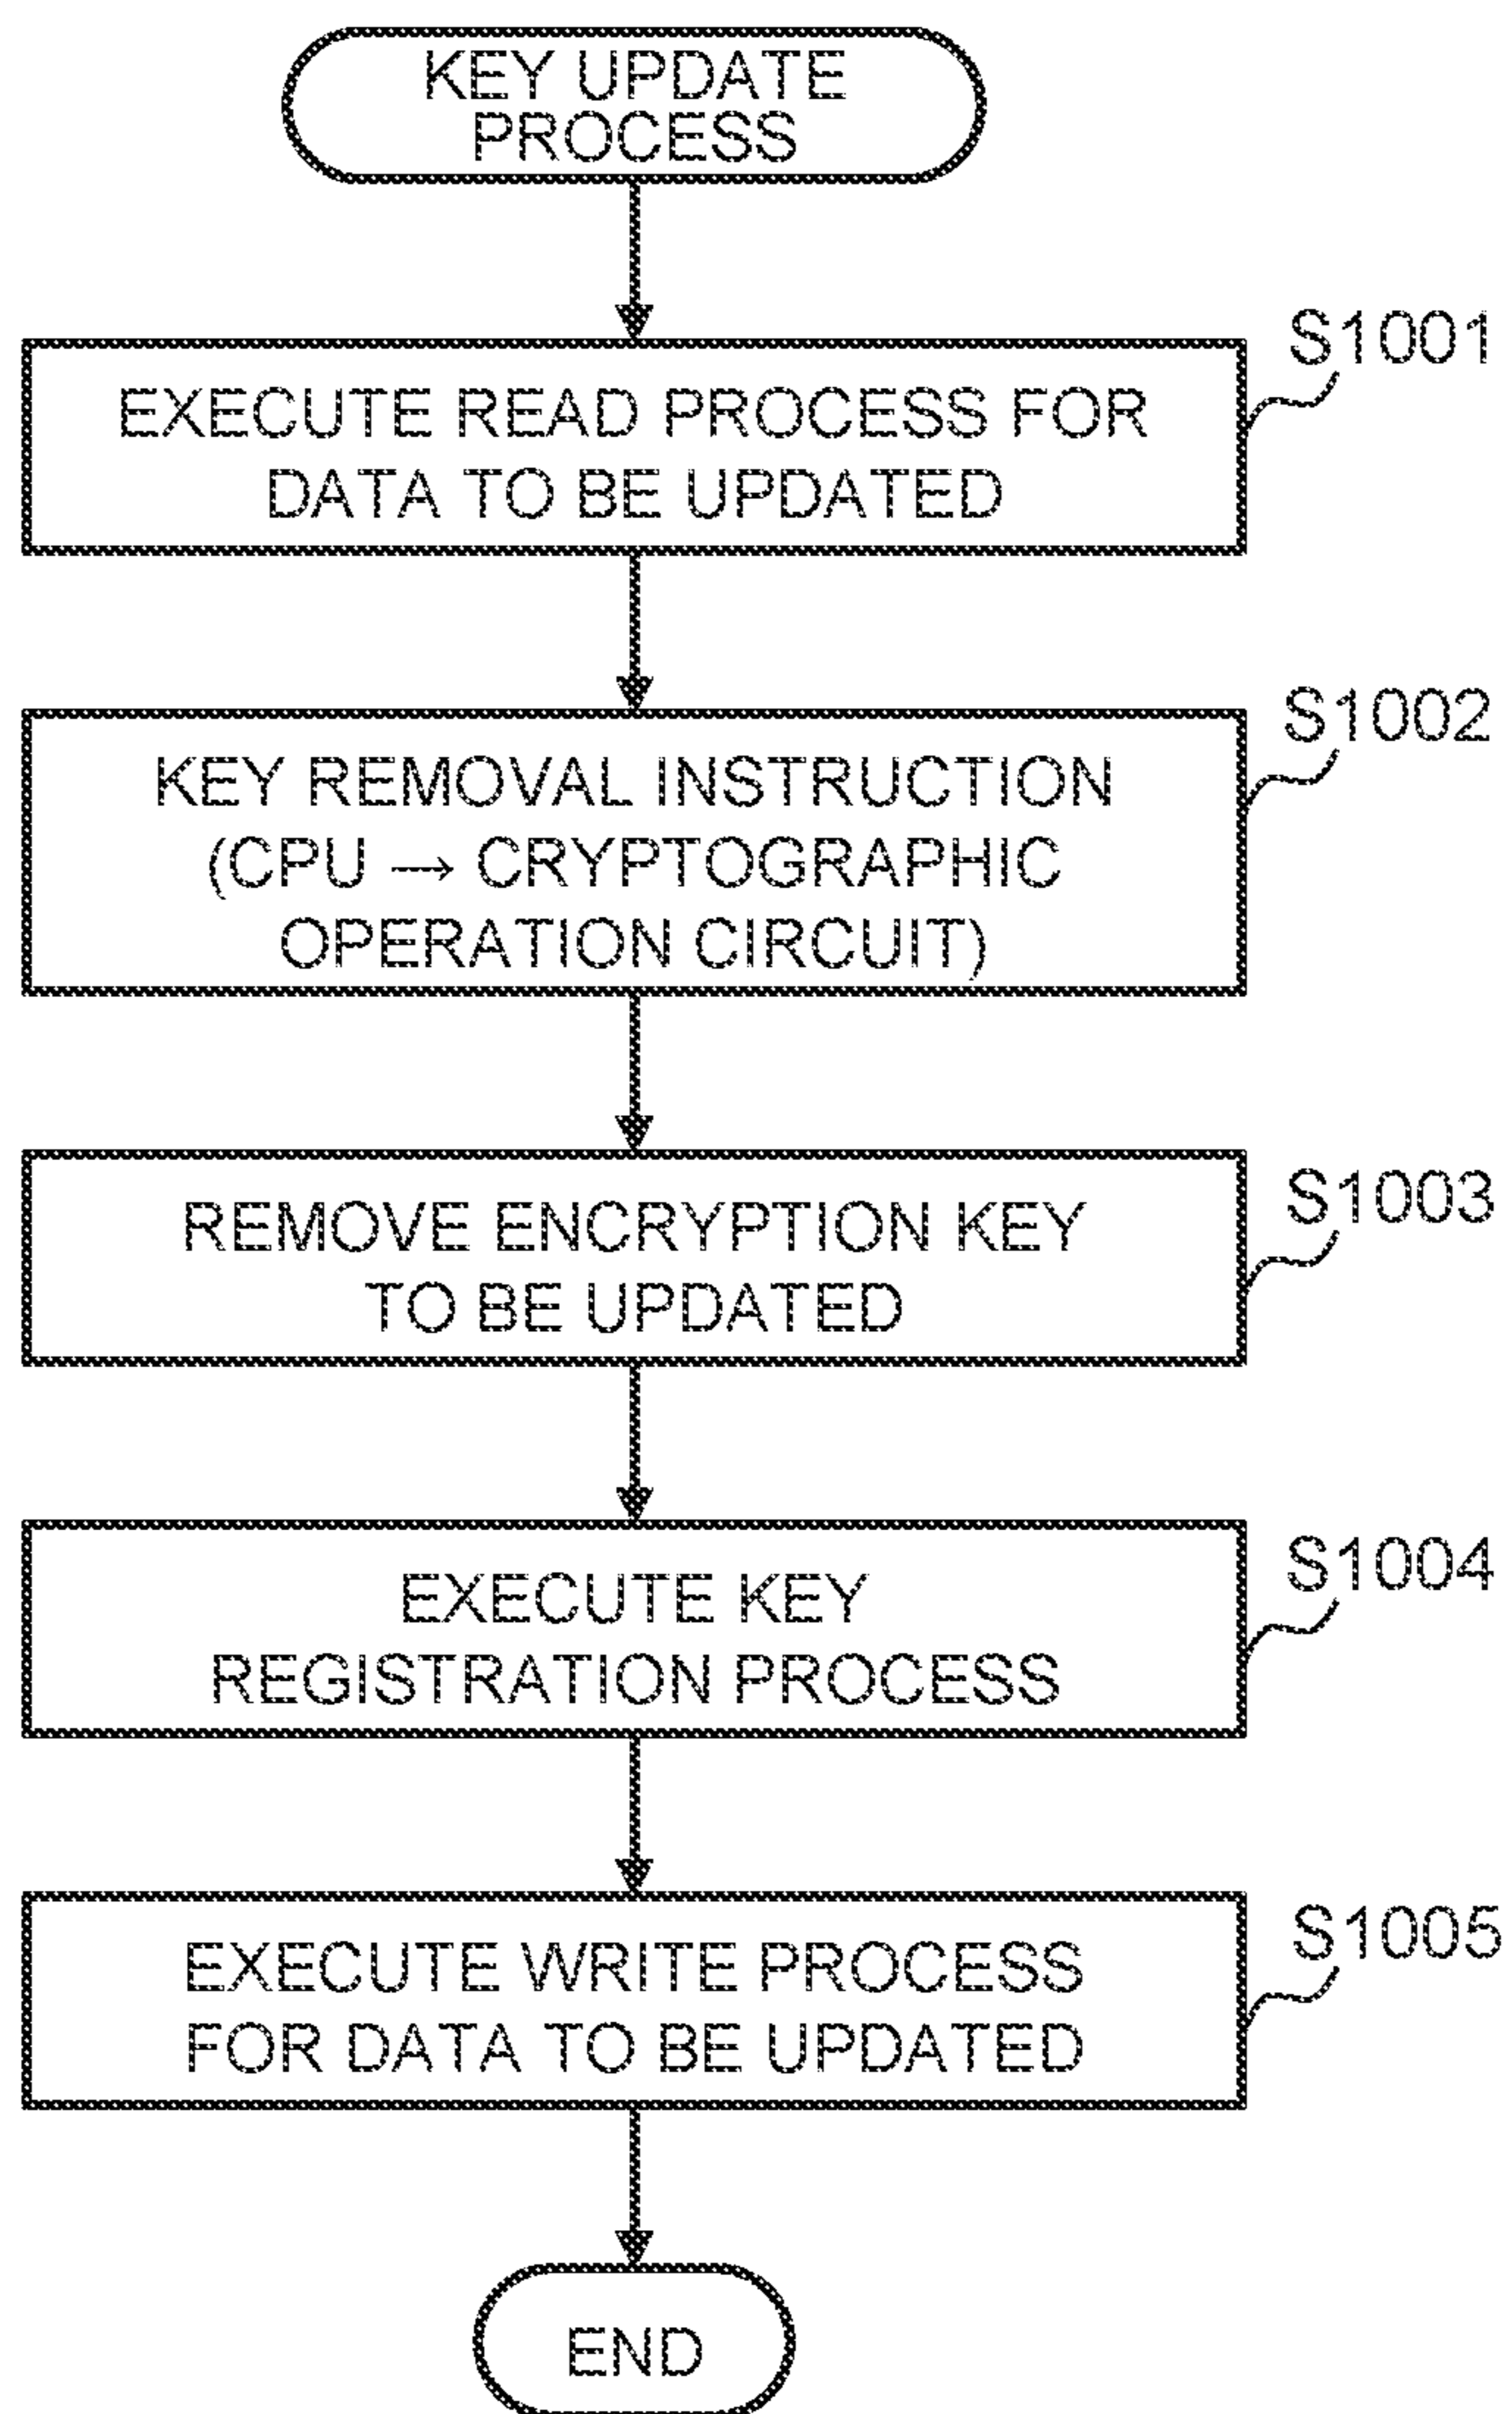 KEY UPDATE
PROCESS
S1001
EXECUTE READ PROCESS FOR
DATA TO BE UPDATED
S1002
KEY REMOVAL INSTRUCTION
(CPU → CRYPTOGRAPHIC
OPERATION CIRCUIT)
S1003
REMOVE ENCRYPTION KEY
TO BE UPDATED
S1004
EXECUTE KEY
REGISTRATION PROCESS
S1005
EXECUTE WRITE PROCESS
FOR DATA TO BE UPDATED
END